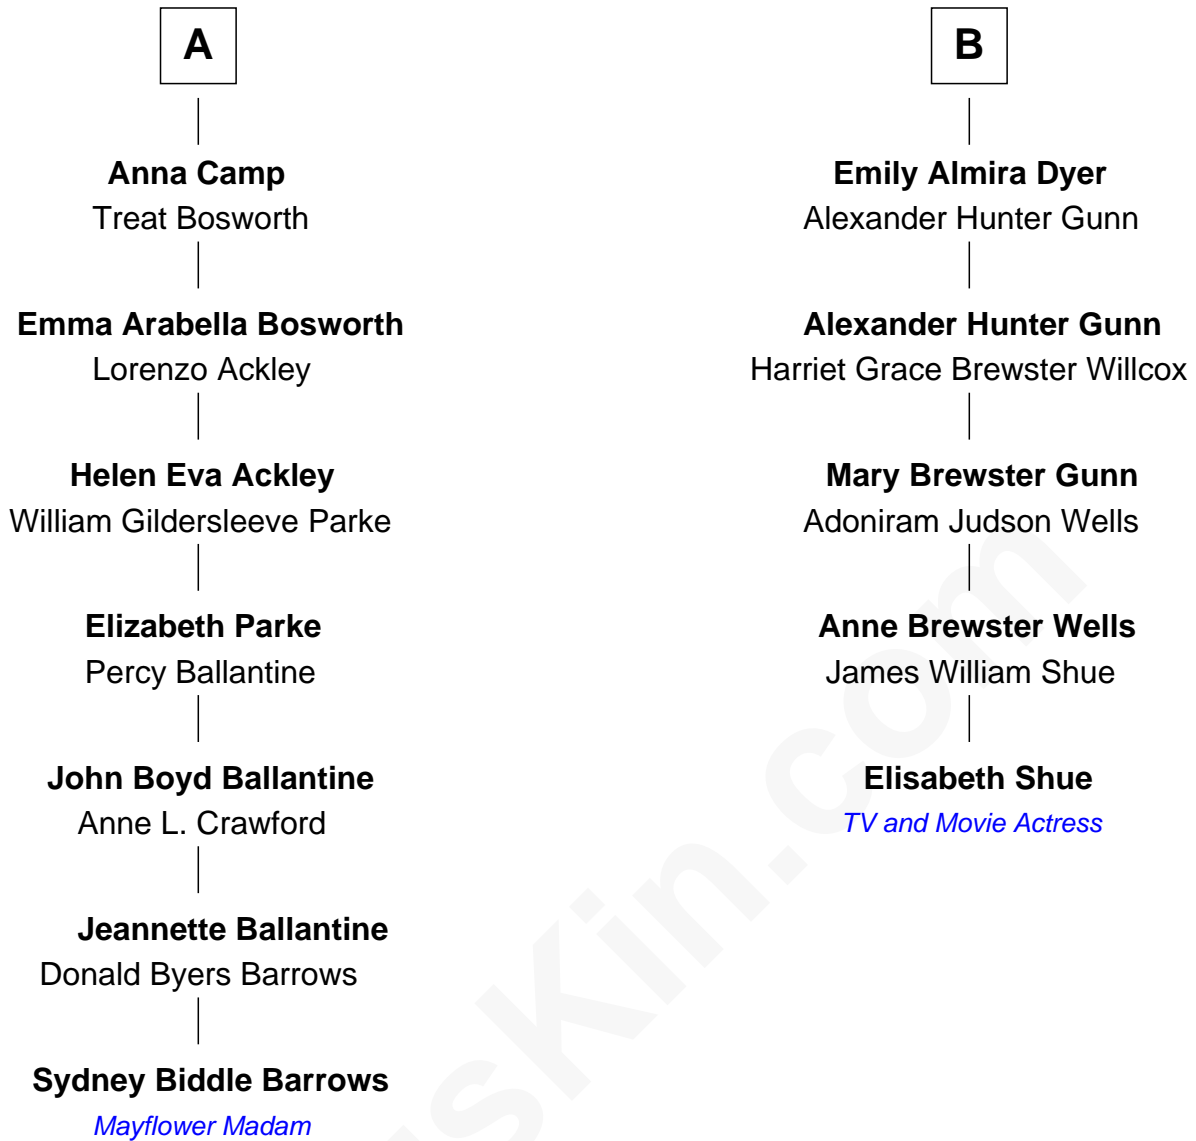 A
Anna Camp
Treat Bosworth
Emma Arabella Bosworth
Lorenzo Ackley
Helen Eva Ackley
William Gildersleeve Parke
Elizabeth Parke
Percy Ballantine
John Boyd Ballantine
Anne L. Crawford
Jeannette Ballantine
Donald Byers Barrows
Sydney Biddle Barrows
Mayflower Madam
B
Emily Almira Dyer
Alexander Hunter Gunn
Alexander Hunter Gunn
Harriet Grace Brewster Willcox
Mary Brewster Gunn
Adoniram Judson Wells
Anne Brewster Wells
James William Shue
Elisabeth Shue
TV and Movie Actress